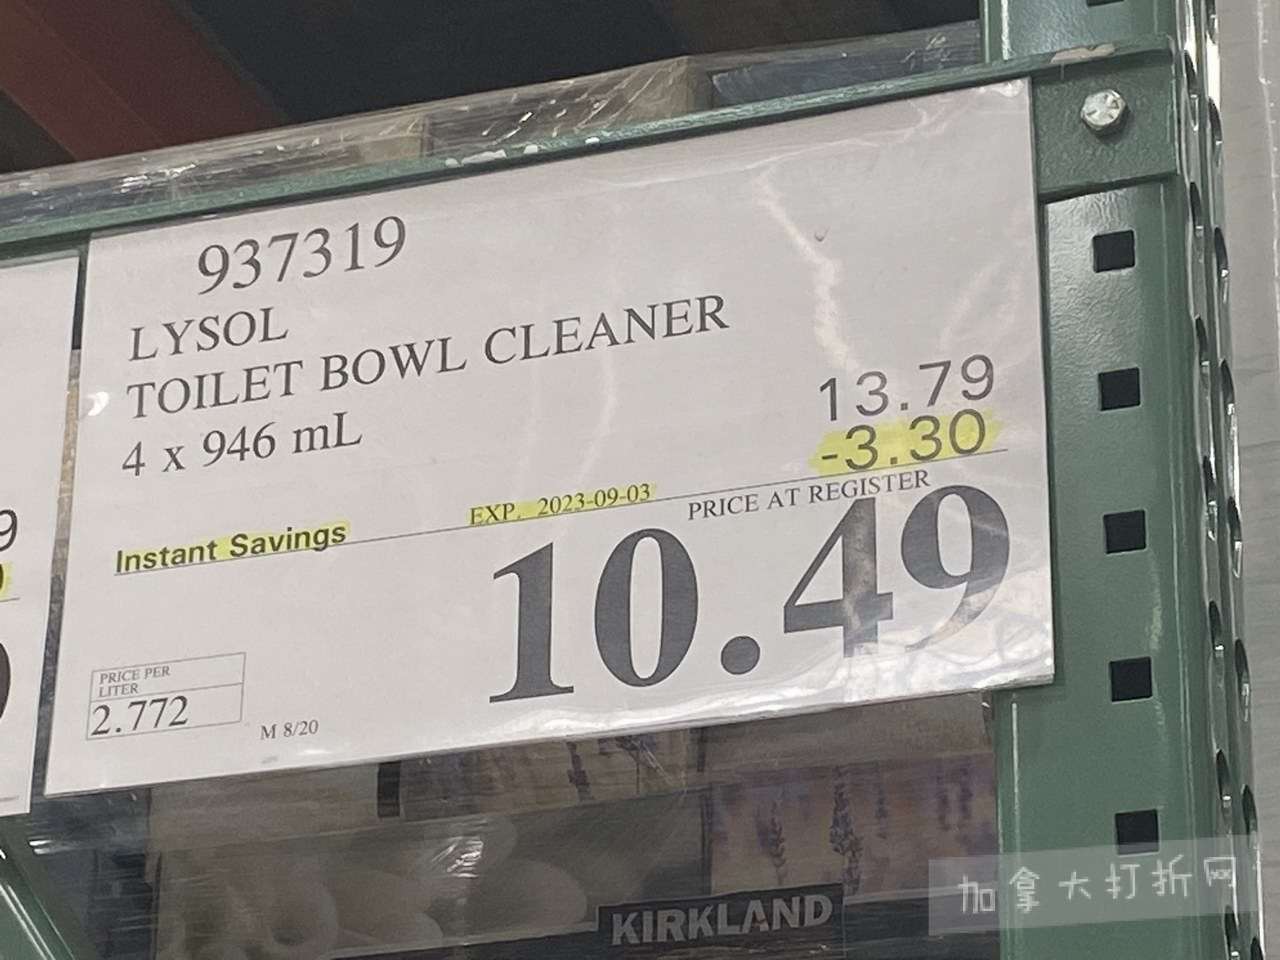 937319
LYSOL
TOILET BOWL CLEANER
4 x 946 mL
13.79
-3.30
Instant Savings
EXP. 2023-09-03
PRICE AT REGISTER
10.49
PRICE PER
LITER
2.772
M 8/20
9
KIRKLAND
加拿大打折网